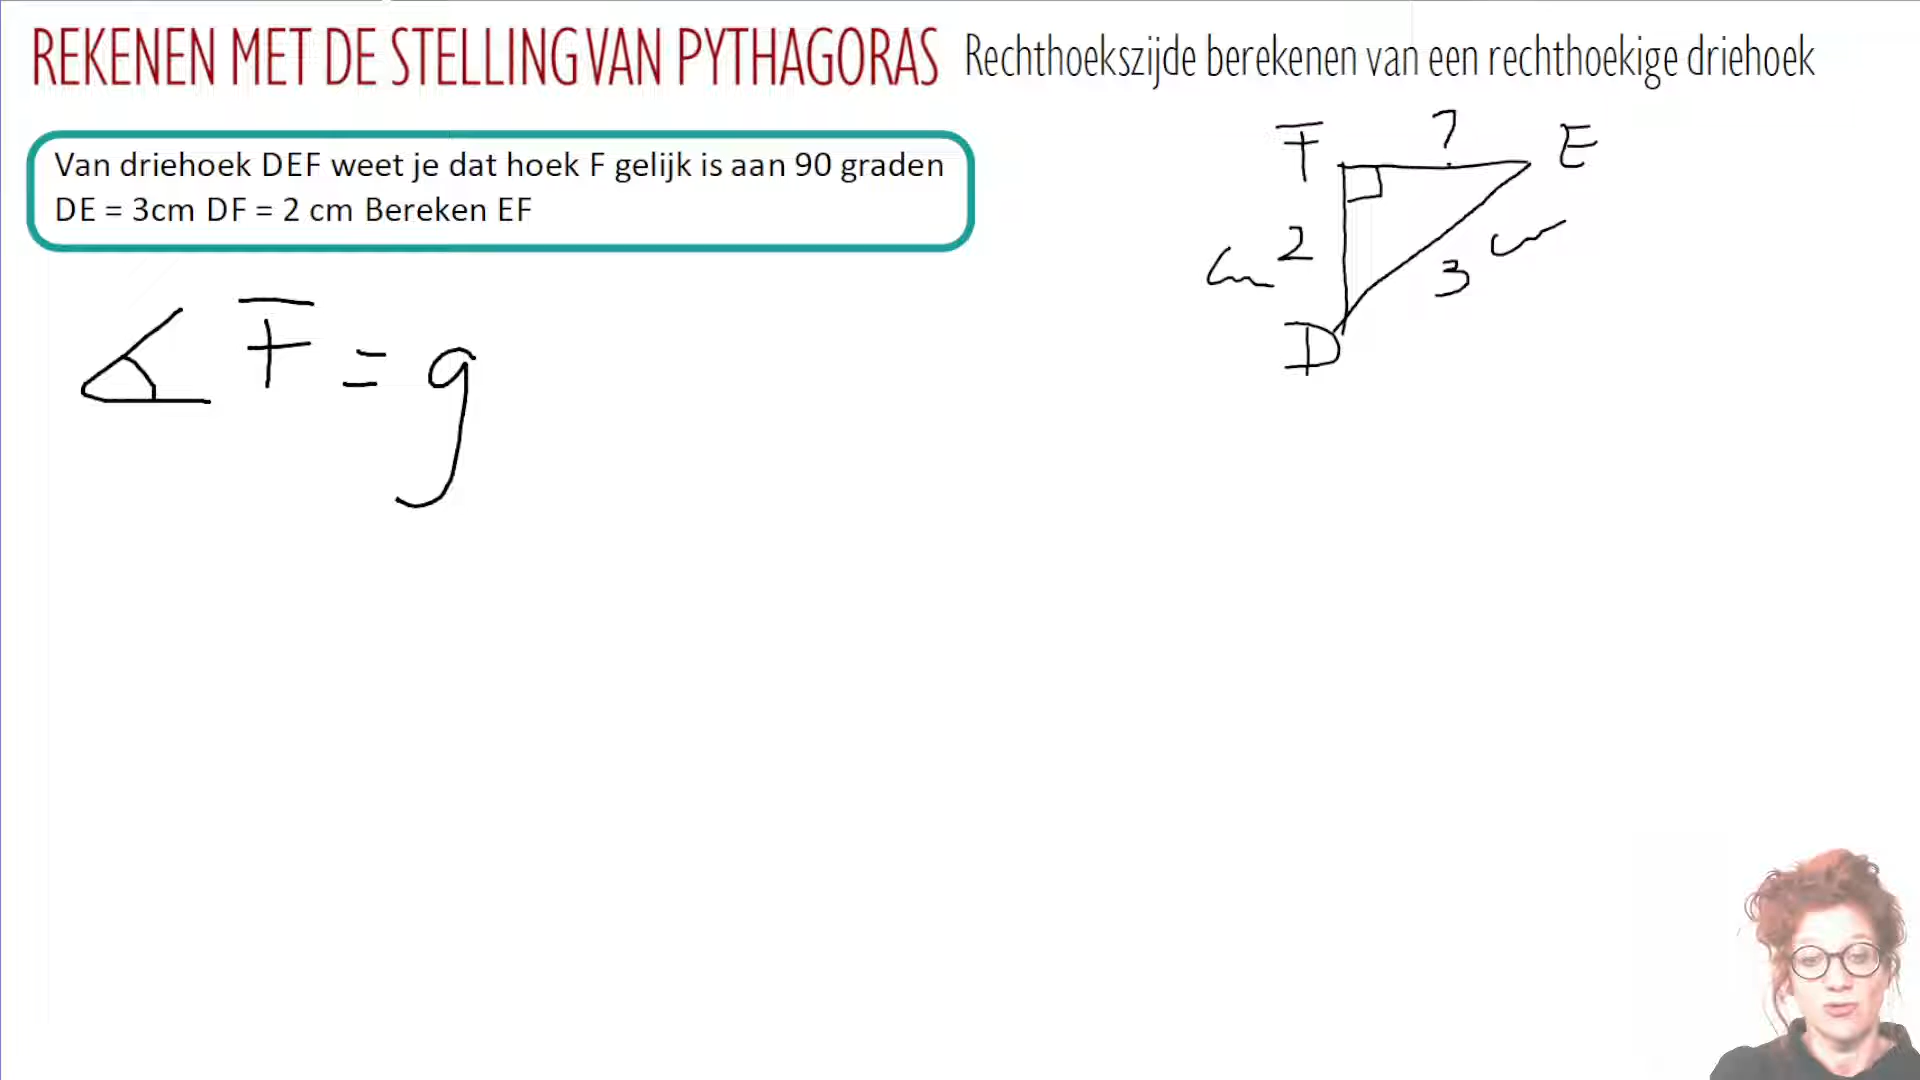 REKENEN MET DE STELLING VAN PYTHAGORAS Rechthoekszijde berekenen van een rechthoekige driehoek
Van driehoek DEF weet je dat hoek F gelijk is aan 90 graden
DE = 3cm DF = 2 cm Bereken EF
F ? E
cm 2
3 cm
D
∠ F = 9